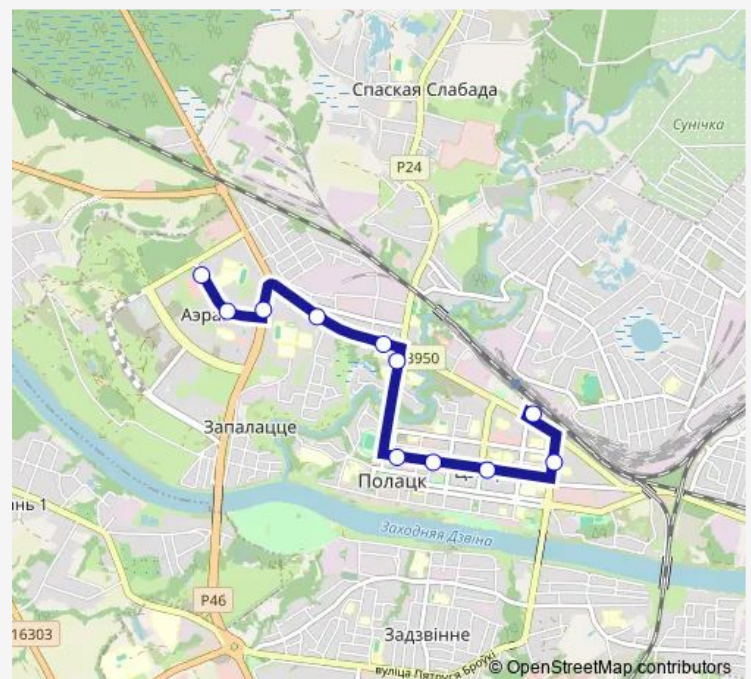 Спаская Слабада
Сунічка
P24
Аэра
3950
Запалацце
Полацк
нь 1
Заходняя Дзвіна
P46
16303
Задзвінне
вуліца Петруся Броўкі
© OpenStreetMap contributors